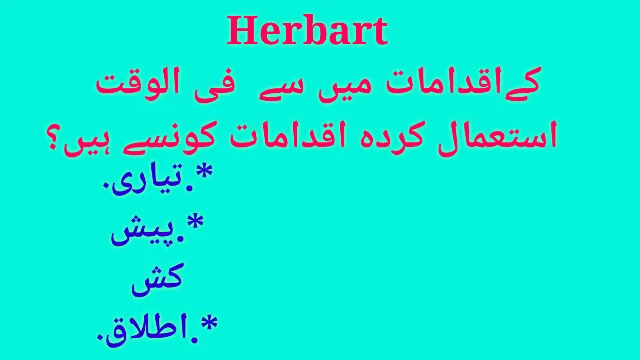 Herbart
کےاقدامات میں سے فی الوقت
استعمال کردہ اقدامات کونسے ہیں؟
*.تیاری.
*.پیش
کش
*.اطلاق.